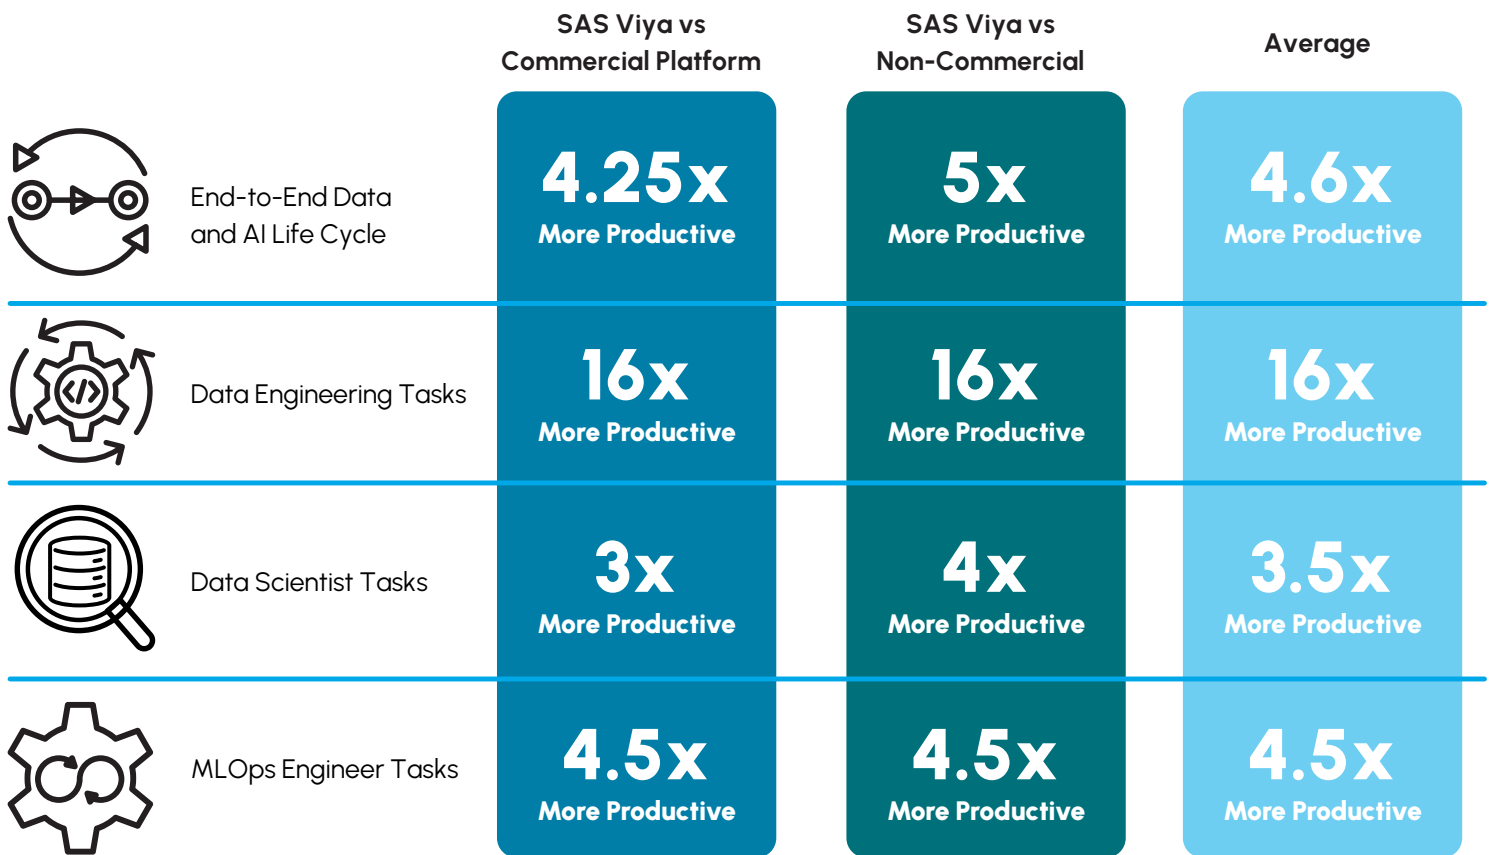 SAS Viya vs
Commercial Platform
SAS Viya vs
Non-Commercial
Average
End-to-End Data
and AI Life Cycle
4.25x
More Productive
5x
More Productive
4.6x
More Productive
Data Engineering Tasks
16x
More Productive
16x
More Productive
16x
More Productive
Data Scientist Tasks
3x
More Productive
4x
More Productive
3.5x
More Productive
MLOps Engineer Tasks
4.5x
More Productive
4.5x
More Productive
4.5x
More Productive